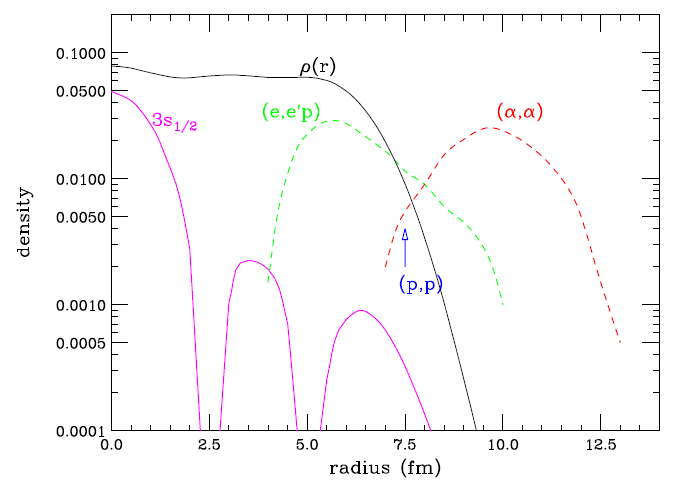 0.1000
ρ(r)
0.0500
(e,e'p)
(α,α)
3s1/2
0.0100
0.0050
density
(p,p)
0.0010
0.0005
0.0001
0.0 2.5 5.0 7.5 10.0 12.5
radius (fm)